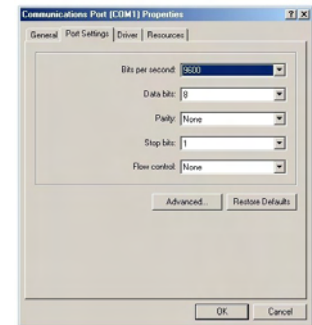 Communications Port (COM1) Properties ? X
General Port Settings Driver Resources
Bits per second: 9600
Data bits: 8
Parity: None
Stop bits: 1
Flow control: None
Advanced... Restore Defaults
OK Cancel